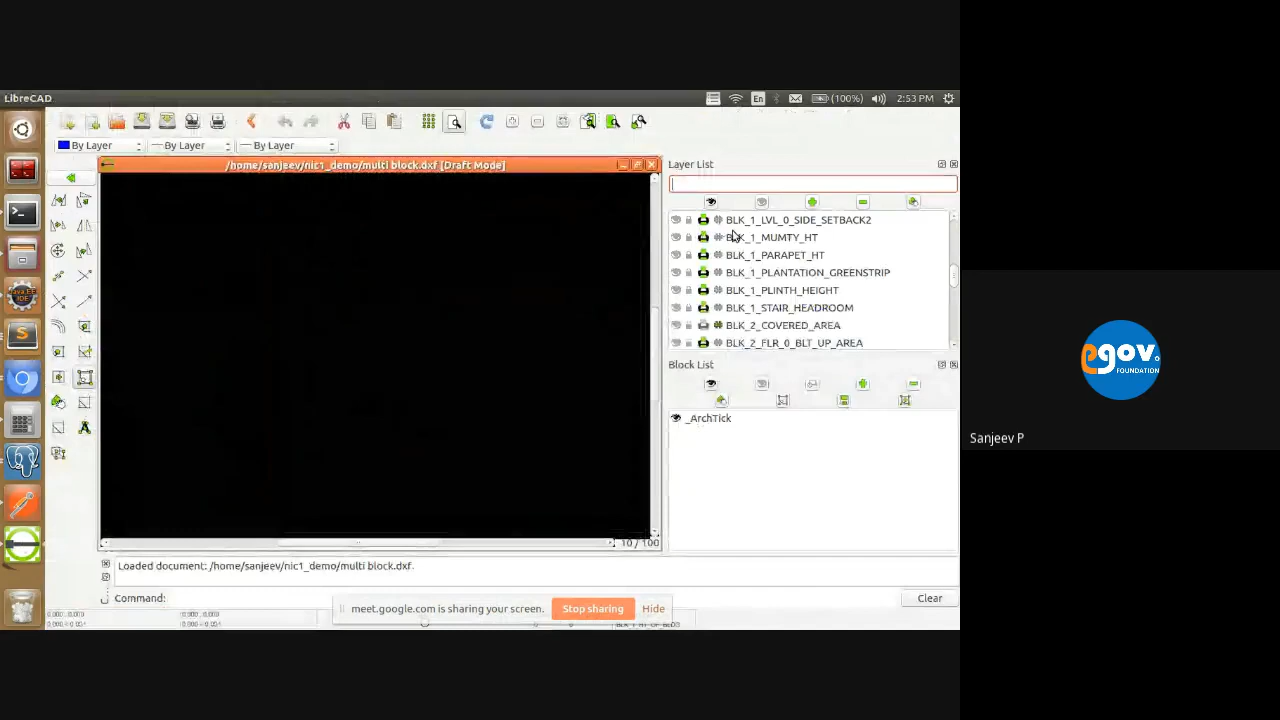 LibreCAD
En
(100%)
2:53 PM
By Layer
By Layer
By Layer
/home/sanjeev/nic1_demo/multi block.dxf [Draft Mode]
Layer List
BLK_1_LVL_0_SIDE_SETBACK2
BLK_1_MUMTY_HT
BLK_1_PARAPET_HT
BLK_1_PLANTATION_GREENSTRIP
BLK_1_PLINTH_HEIGHT
BLK_1_STAIR_HEADROOM
BLK_2_COVERED_AREA
BLK_2_FLR_0_BLT_UP_AREA
Block List
_ArchTick
10 / 100
Loaded document: /home/sanjeev/nic1_demo/multi block.dxf.
Command:
Clear
meet.google.com is sharing your screen.
Stop sharing
Hide
egov.
FOUNDATION
Sanjeev P